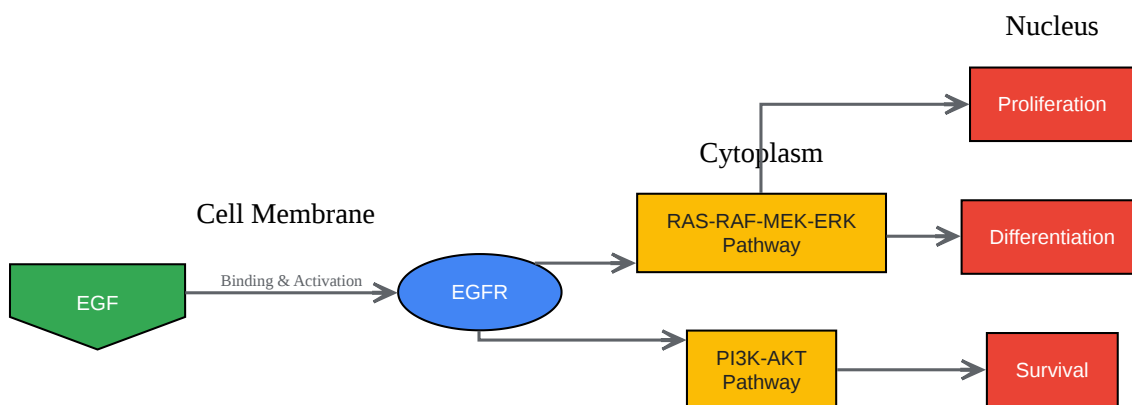 Nucleus
Proliferation
Cytoplasm
Cell Membrane
RAS-RAF-MEK-ERK
Pathway
Differentiation
Binding & Activation
EGF
EGFR
PI3K-AKT
Pathway
Survival